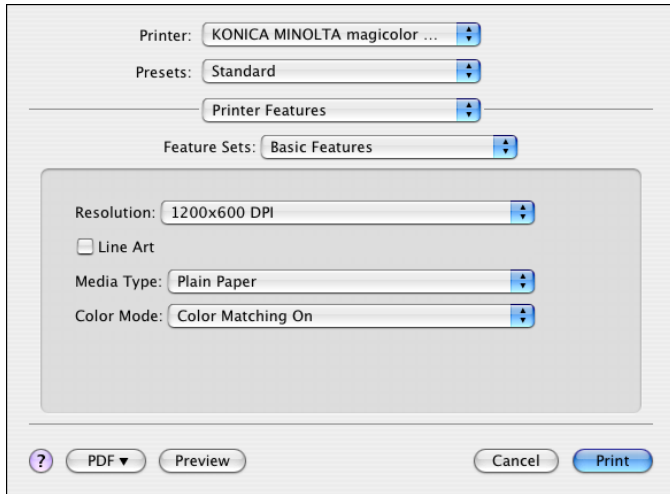 Printer: KONICA MINOLTA magicolor ...
Presets: Standard
Printer Features
Feature Sets: Basic Features
Resolution: 1200x600 DPI
Line Art
Media Type: Plain Paper
Color Mode: Color Matching On
? PDF ▼ Preview Cancel Print